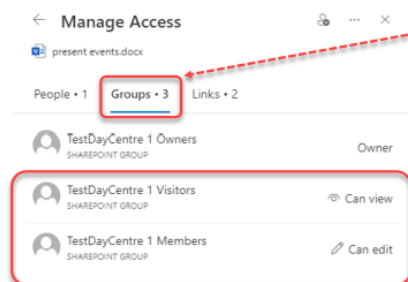 Manage Access
present events.docx
People • 1 Groups • 3 Links • 2
TestDayCentre 1 Owners
SHAREPOINT GROUP
Owner
TestDayCentre 1 Visitors
SHAREPOINT GROUP
Can view
TestDayCentre 1 Members
SHAREPOINT GROUP
Can edit